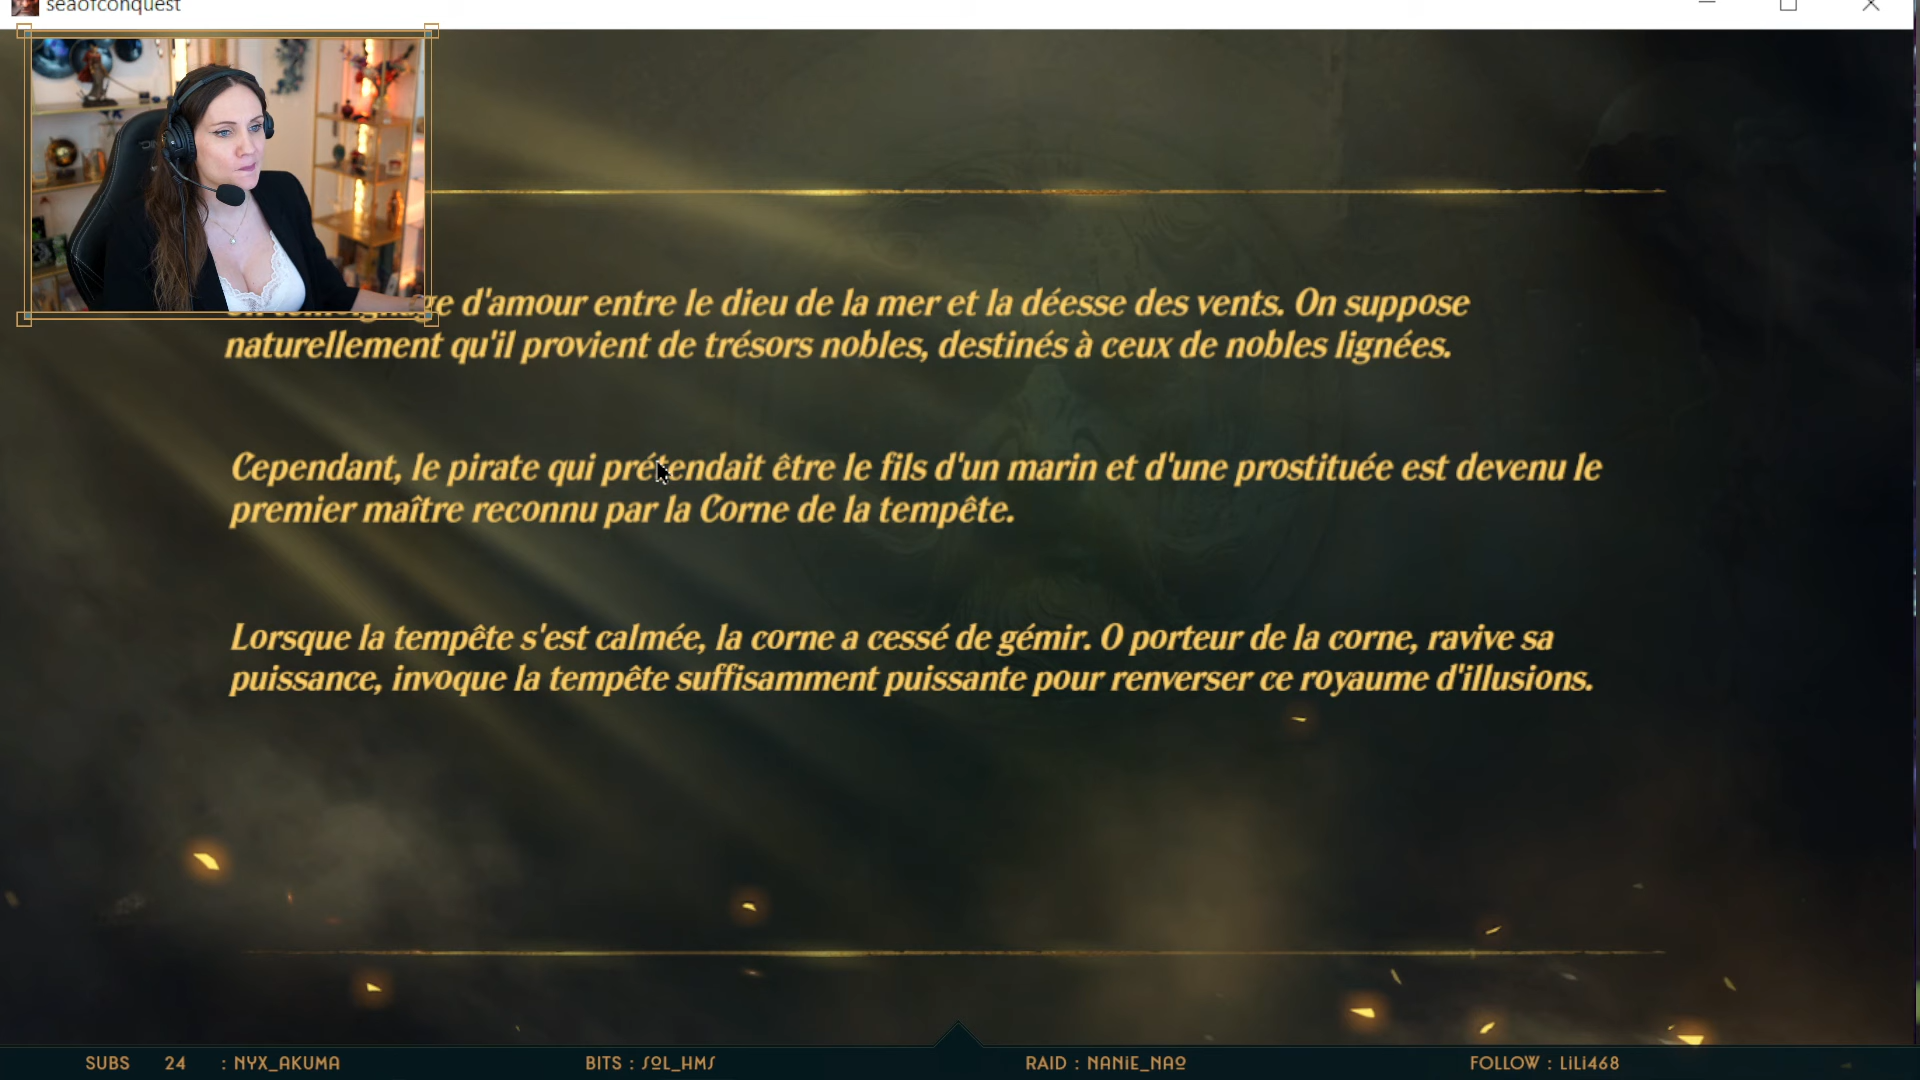 seaofconquest
d'amour entre le dieu de la mer et la déesse des vents. On suppose
naturellement qu'il provient de trésors nobles, destinés à ceux de nobles lignées.
Cependant, le pirate qui prétendait être le fils d'un marin et d'une prostituée est devenu le
premier maître reconnu par la Corne de la tempête.
Lorsque la tempête s'est calmée, la corne a cessé de gémir. O porteur de la corne, ravive sa
puissance, invoque la tempête suffisamment puissante pour renverser ce royaume d'illusions.
SUBS 24 : NYX_AKUMA BITS : SOL_HMS RAID : NANIE_NAO FOLLOW : LILI468